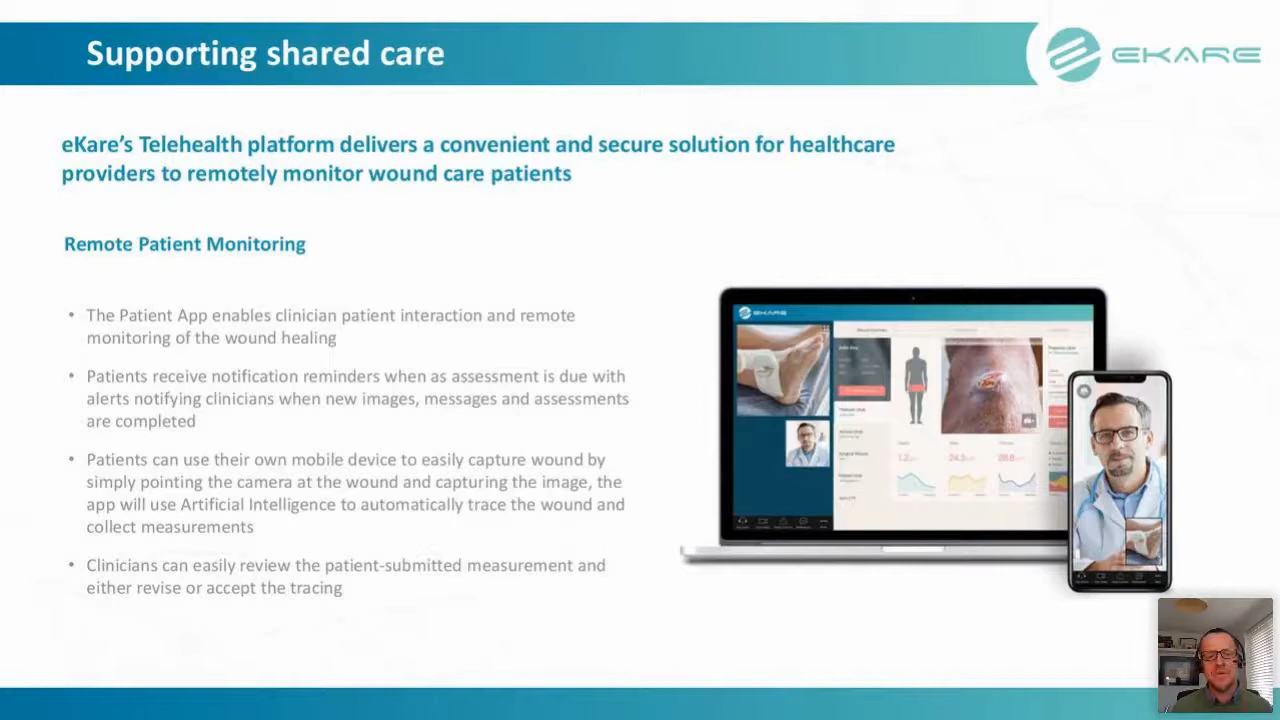 Supporting shared care
EKARE
eKare's Telehealth platform delivers a convenient and secure solution for healthcare
providers to remotely monitor wound care patients
Remote Patient Monitoring
• The Patient App enables clinician patient interaction and remote
monitoring of the wound healing
• Patients receive notification reminders when as assessment is due with
alerts notifying clinicians when new images, messages and assessments
are completed
• Patients can use their own mobile device to easily capture wound by
simply pointing the camera at the wound and capturing the image, the
app will use Artificial Intelligence to automatically trace the wound and
collect measurements
• Clinicians can easily review the patient-submitted measurement and
either revise or accept the tracing
EKARE